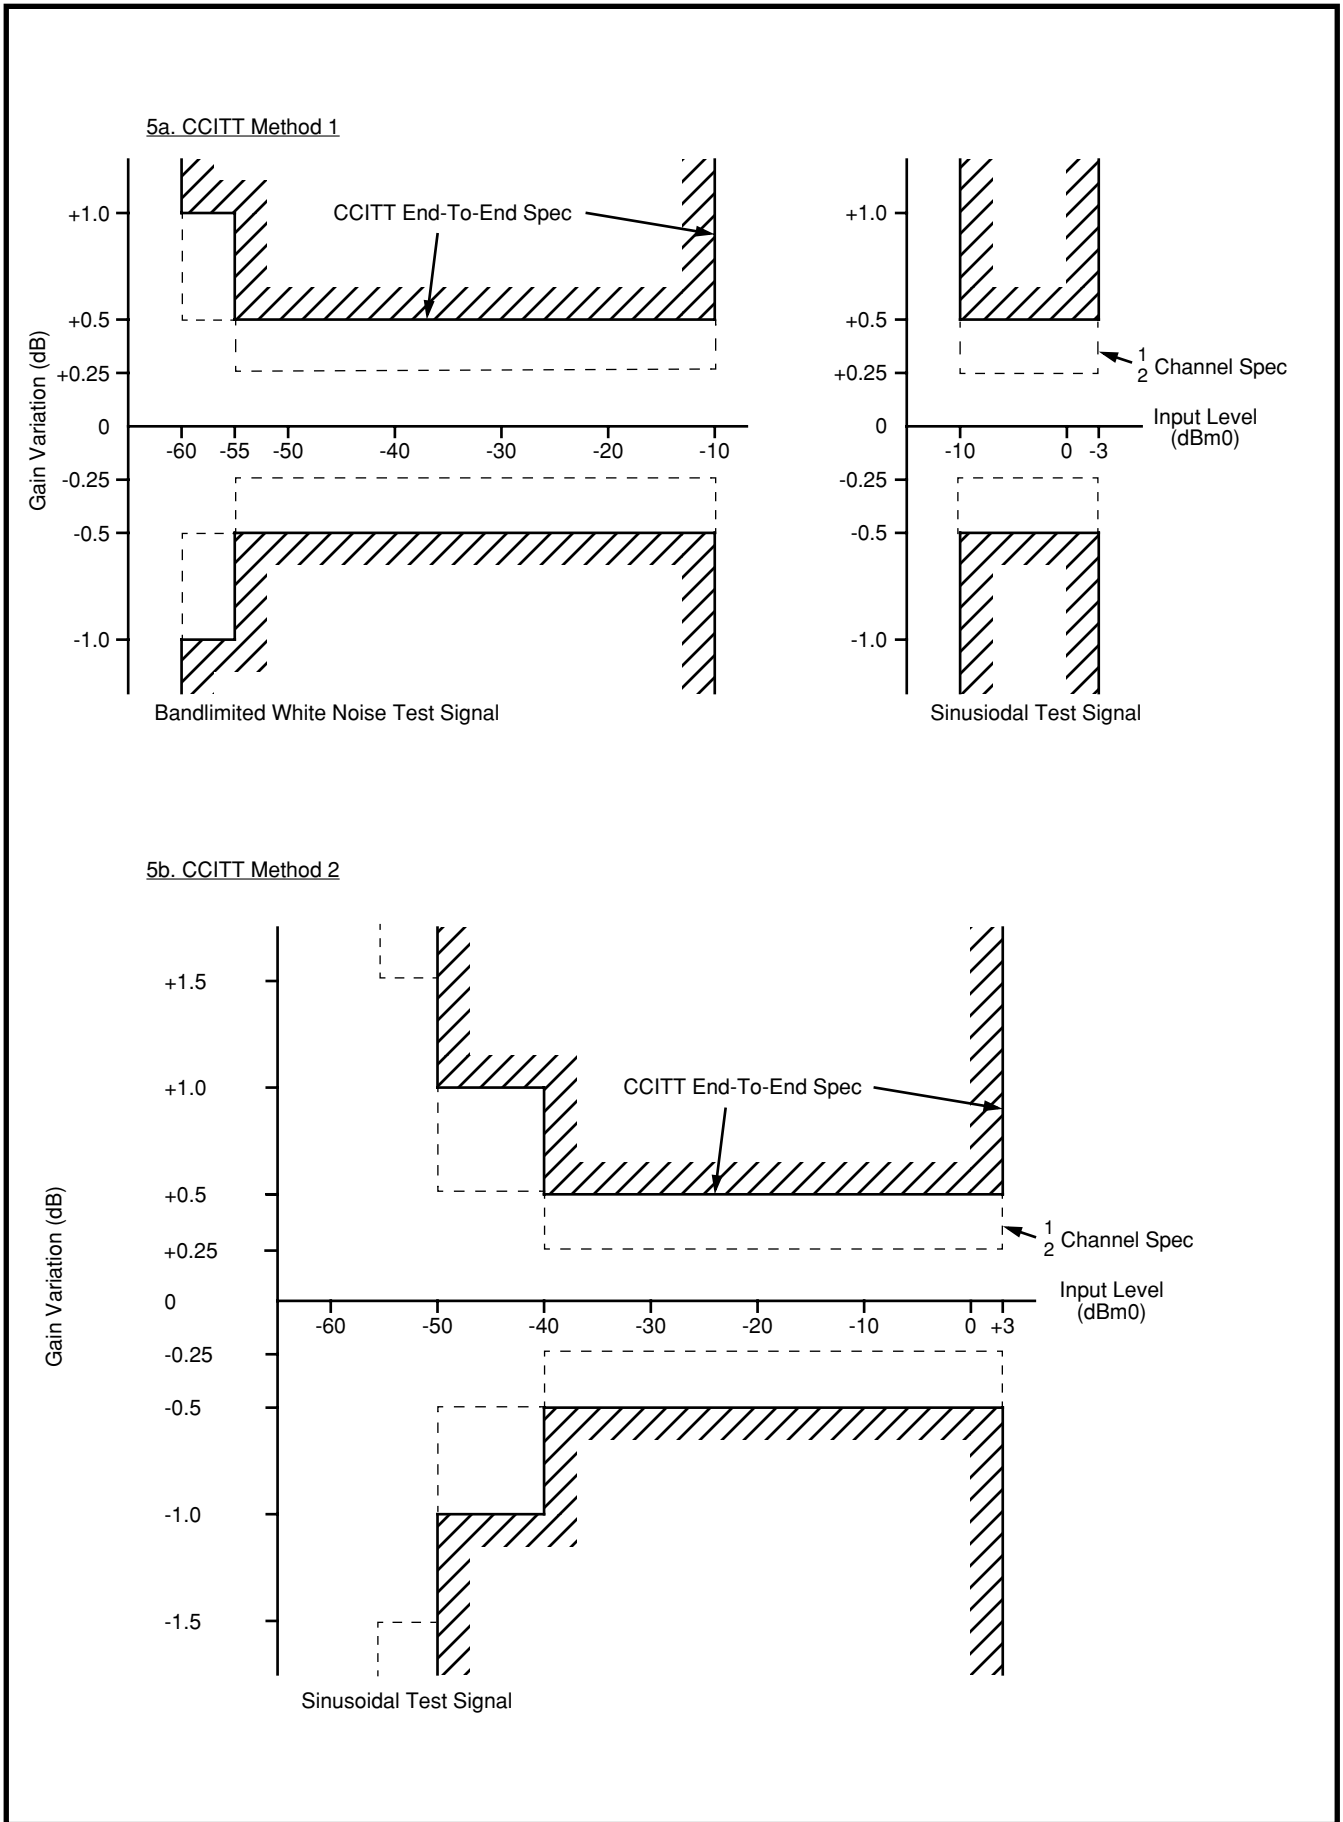 5a. CCITT Method 1
Gain Variation (dB)
+1.0
+0.5
+0.25
0
-0.25
-0.5
-1.0
-60 -55 -50 -40 -30 -20 -10
CCITT End-To-End Spec
Bandlimited White Noise Test Signal
+1.0
+0.5
+0.25
0
-0.25
-0.5
-1.0
-10 0 -3
1
2 Channel Spec
Input Level
(dBm0)
Sinusiodal Test Signal
5b. CCITT Method 2
Gain Variation (dB)
+1.5
+1.0
+0.5
+0.25
0
-0.25
-0.5
-1.0
-1.5
-60 -50 -40 -30 -20 -10 0 +3
CCITT End-To-End Spec
1
2 Channel Spec
Input Level
(dBm0)
Sinusoidal Test Signal